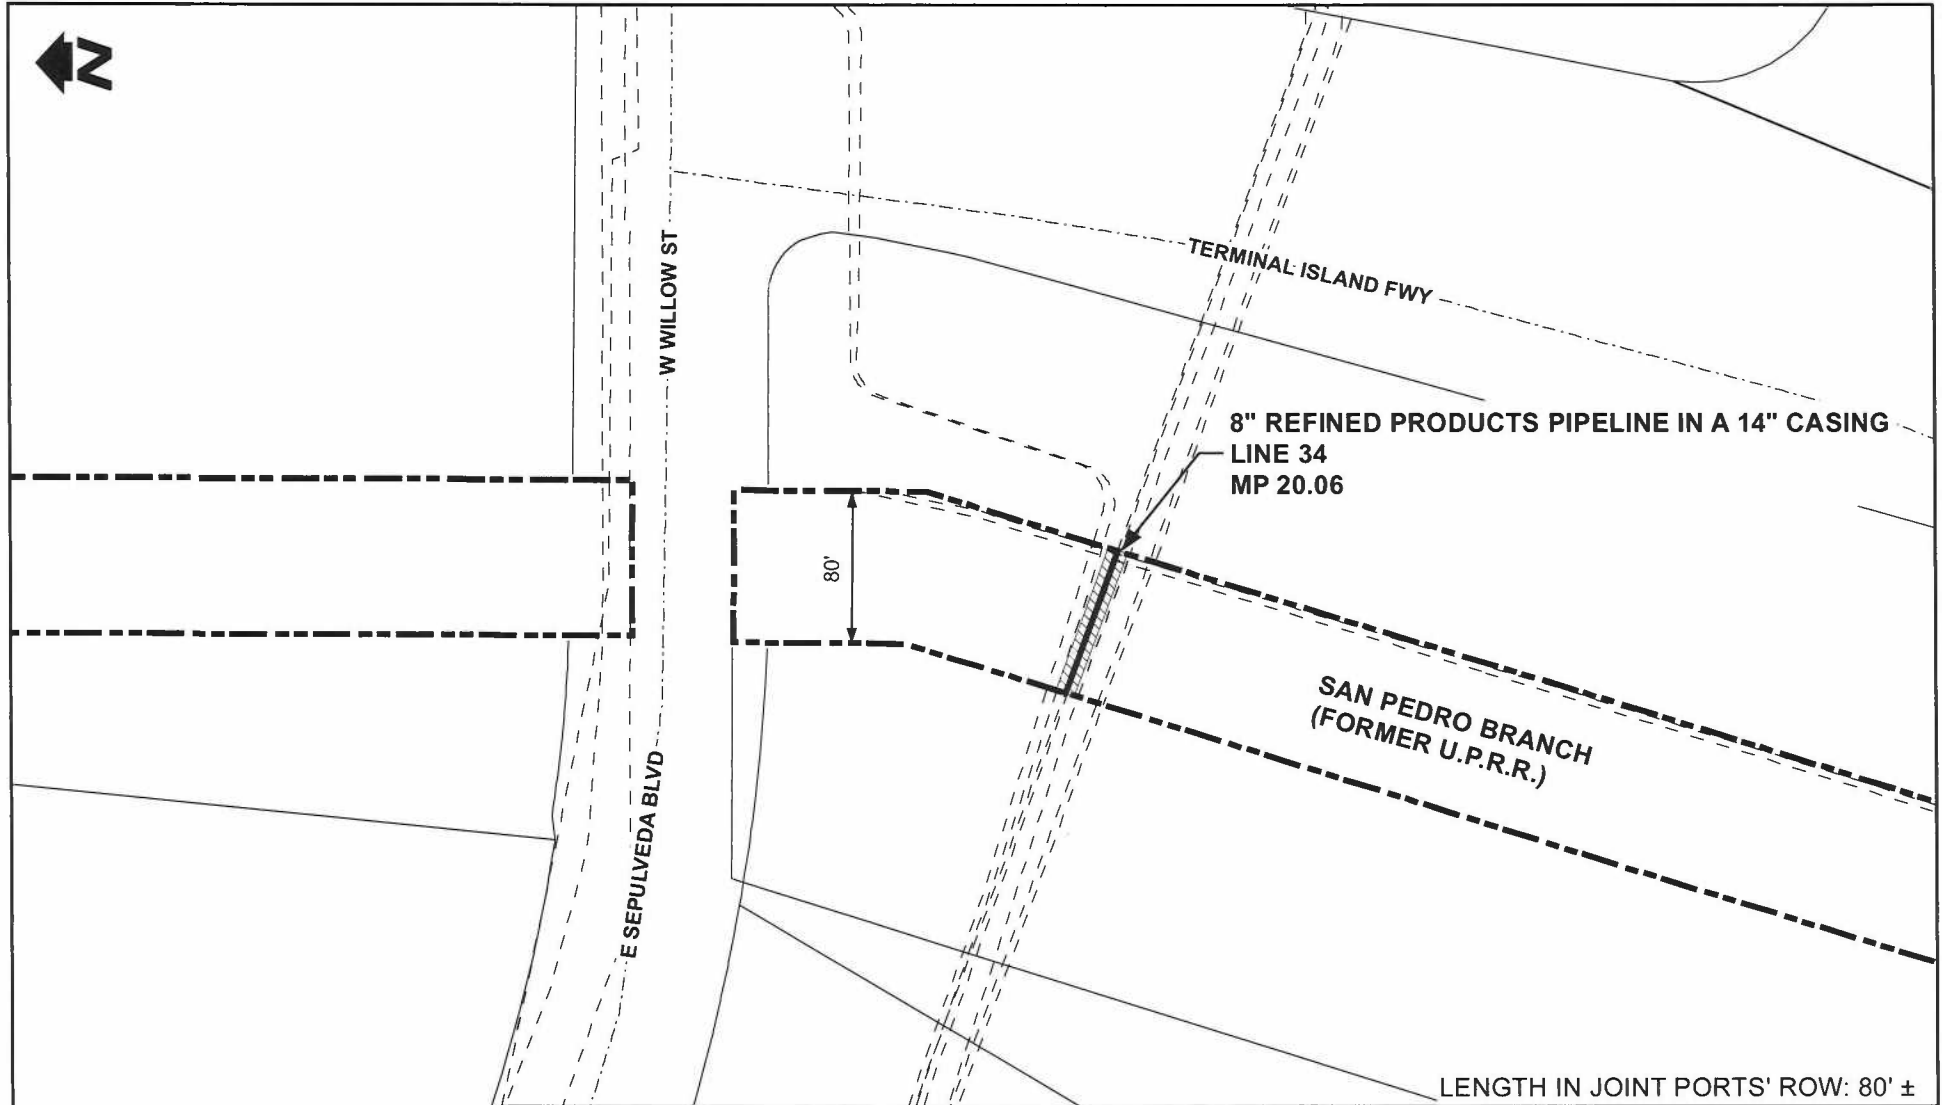 N
W WILLOW ST
TERMINAL ISLAND FWY
8" REFINED PRODUCTS PIPELINE IN A 14" CASING
LINE 34
MP 20.06
80'
SAN PEDRO BRANCH
(FORMER U.P.R.R.)
E SEPULVEDA BLVD
LENGTH IN JOINT PORTS' ROW: 80' ±